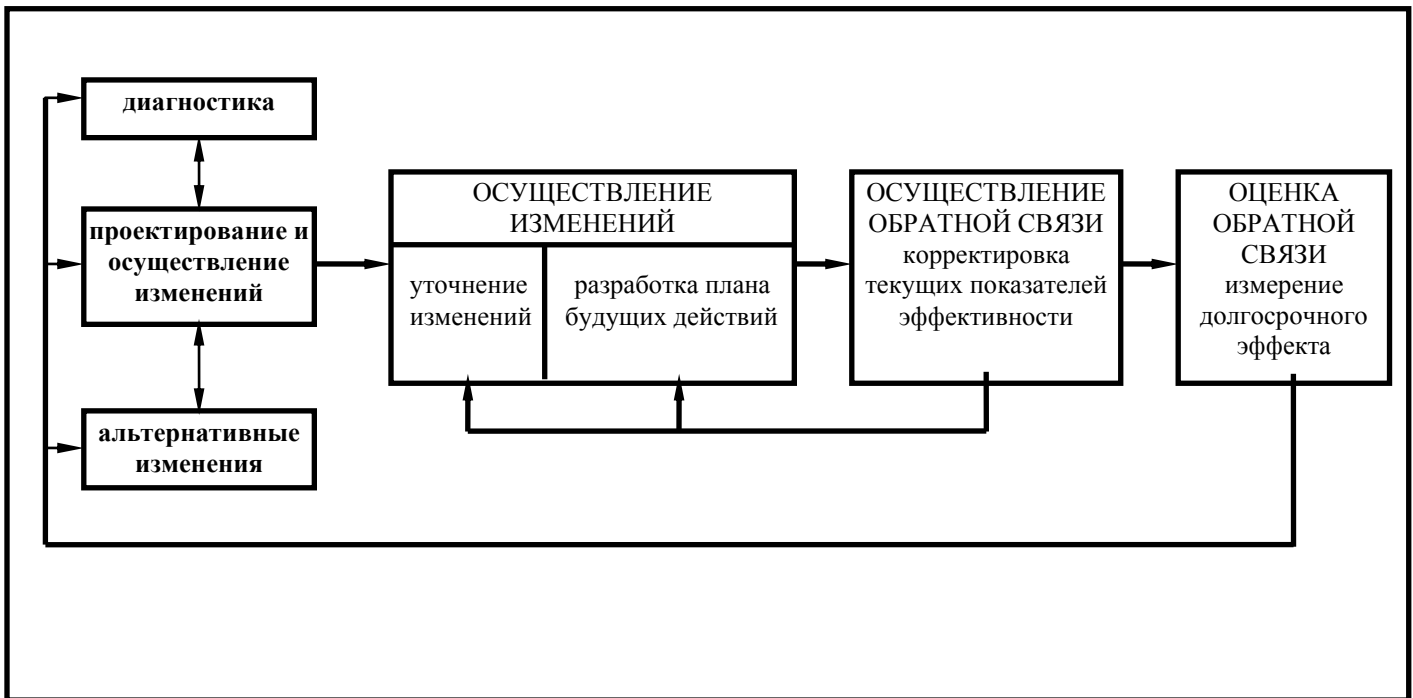 диагностика
проектирование и
осуществление
изменений
альтернативные
изменения
ОСУЩЕСТВЛЕНИЕ
ИЗМЕНЕНИЙ
уточнение
изменений
разработка плана
будущих действий
ОСУЩЕСТВЛЕНИЕ
ОБРАТНОЙ СВЯЗИ
корректировка
текущих показателей
эффективности
ОЦЕНКА
ОБРАТНОЙ
СВЯЗИ
измерение
долгосрочного
эффекта